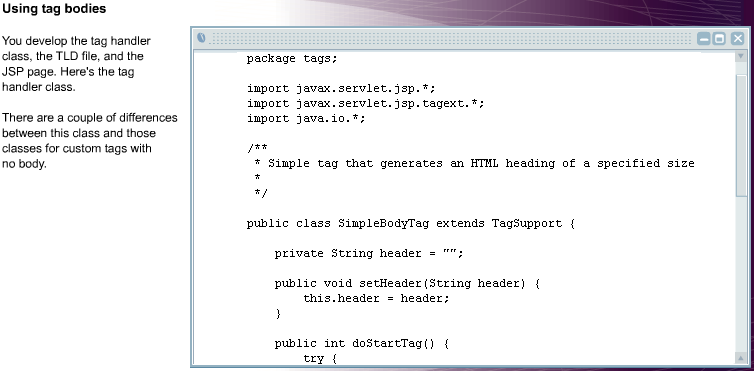 Using tag bodies
You develop the tag handler
class, the TLD file, and the
JSP page. Here's the tag
handler class.
There are a couple of differences
between this class and those
classes for custom tags with
no body.
package tags;
import javax.servlet.jsp.*;
import javax.servlet.jsp.tagext.*;
import java.io.*;
/**
* Simple tag that generates an HTML heading of a specified size
*
*/
public class SimpleBodyTag extends TagSupport {
private String header = "";
public void setHeader(String header) {
this.header = header;
}
public int doStartTag() {
try {